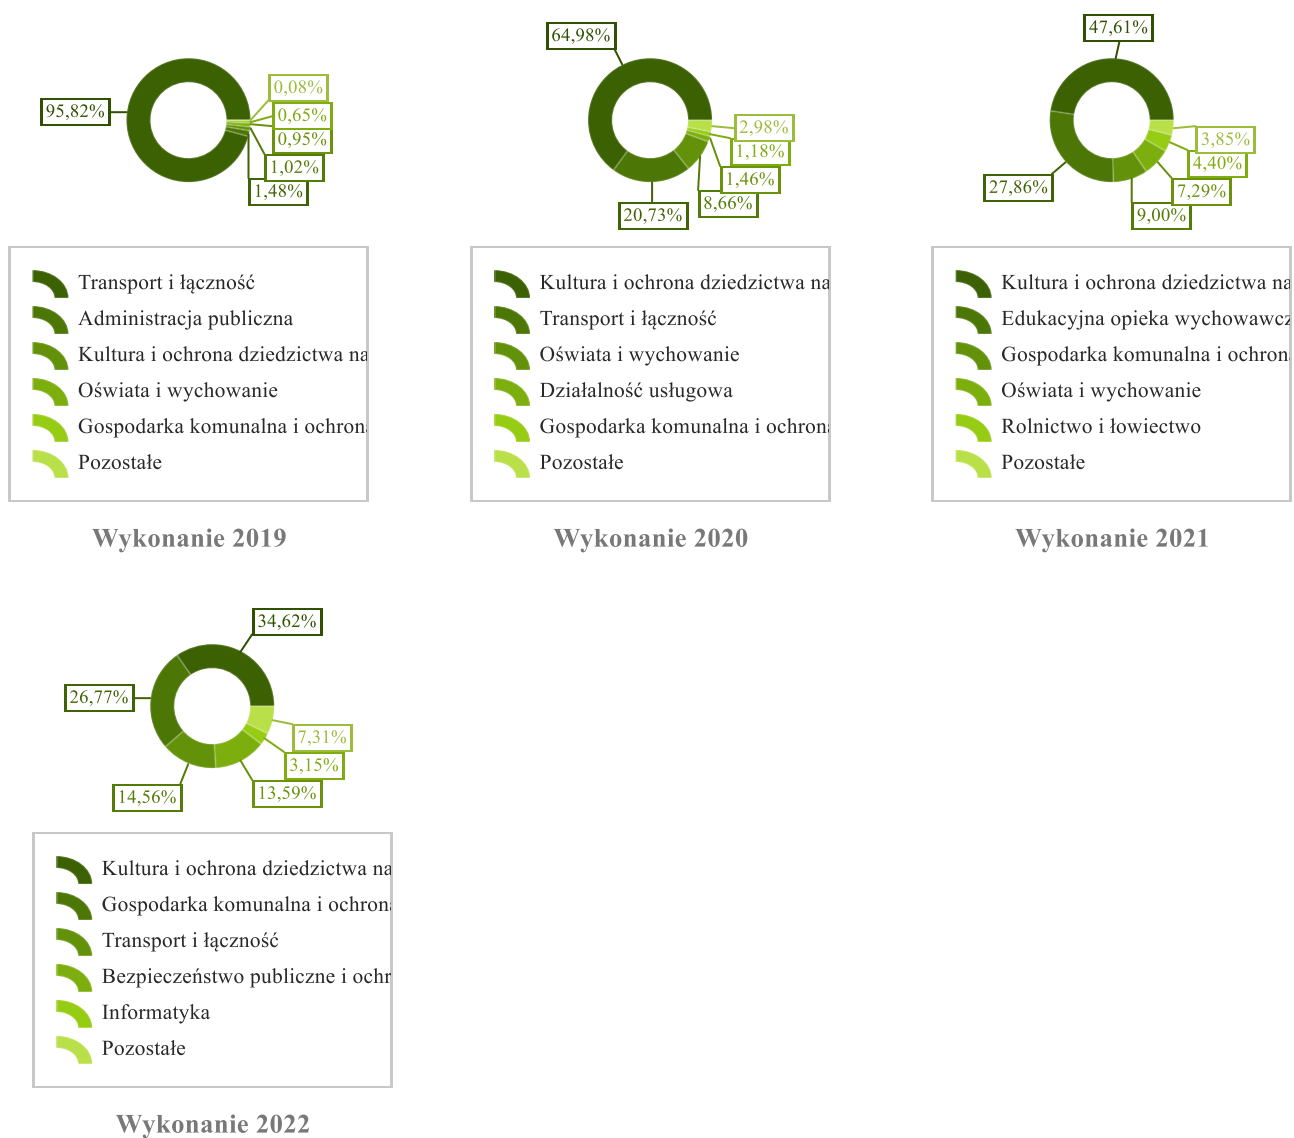 95,82%
0,08%
0,65%
0,95%
1,02%
1,48%
Transport i łączność
Administracja publiczna
Kultura i ochrona dziedzictwa na
Oświata i wychowanie
Gospodarka komunalna i ochrona
Pozostałe
Wykonanie 2019
64,98%
2,98%
1,18%
1,46%
8,66%
20,73%
Kultura i ochrona dziedzictwa na
Transport i łączność
Oświata i wychowanie
Działalność usługowa
Gospodarka komunalna i ochrona
Pozostałe
Wykonanie 2020
47,61%
3,85%
4,40%
7,29%
9,00%
27,86%
Kultura i ochrona dziedzictwa na
Edukacyjna opieka wychowawcz
Gospodarka komunalna i ochrona
Oświata i wychowanie
Rolnictwo i łowiectwo
Pozostałe
Wykonanie 2021
34,62%
26,77%
7,31%
3,15%
13,59%
14,56%
Kultura i ochrona dziedzictwa na
Gospodarka komunalna i ochrona
Transport i łączność
Bezpieczeństwo publiczne i ochr
Informatyka
Pozostałe
Wykonanie 2022